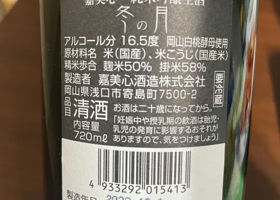 嘉美心 純米吟醸生酒
冬の月
アルコール分 16.5度 岡山白桃酵母使用
原材料名 米(国産)、米こうじ(国産米)
精米歩合 麹米50% 掛米58%
製造者 嘉美心酒造株式会社
岡山県浅口市寄島町7500-2
要冷蔵
品目 清酒
720mℓ
お酒は二十歳になってから。
「妊娠中や授乳期の飲酒は胎児・
乳児の発育に影響するおそれが
ありますので、気をつけましょう」
4 933292 015413
製造年月